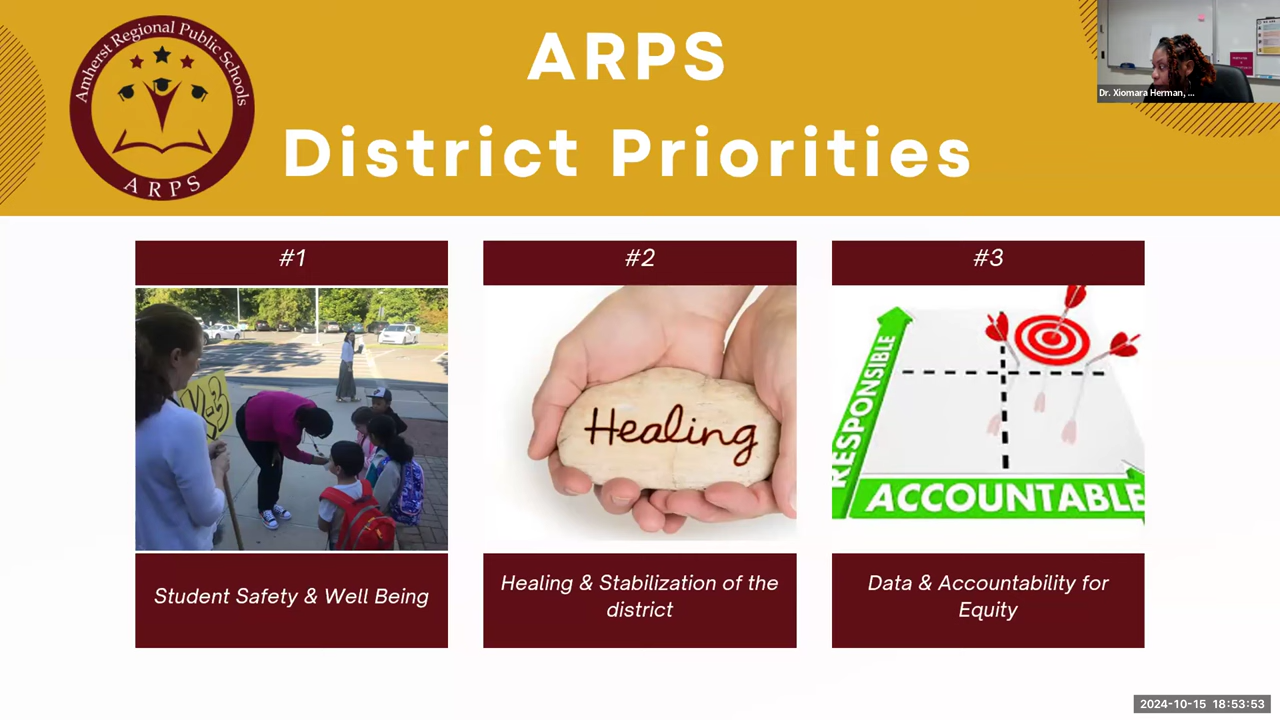 Amherst Regional Public Schools
ARPS
ARPS
District Priorities
Dr. Xiomara Herman, ...
#1
#2
#3
K-3
Healing
RESPONSIBLE
ACCOUNTABLE
Student Safety & Well Being
Healing & Stabilization of the
district
Data & Accountability for
Equity
2024-10-15 18:53:53